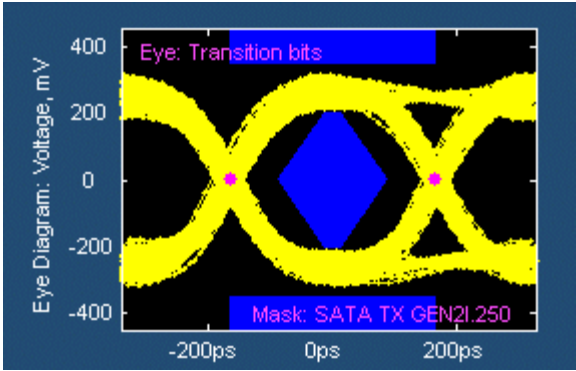 400
Eye: Transition bits
200
0
-200
-400
Eye Diagram: Voltage, mV
Mask: SATA TX GEN2I.250
-200ps 0ps 200ps